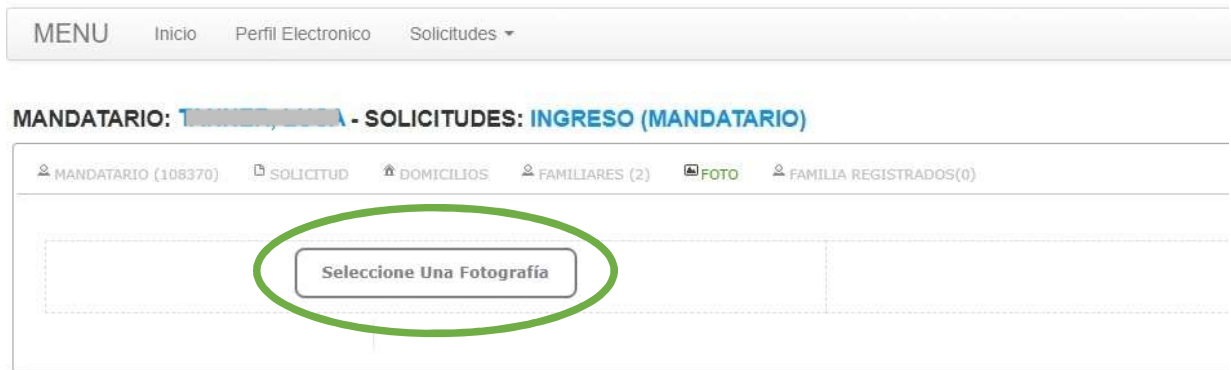 MENU Inicio Perfil Electronico Solicitudes
MANDATARIO: - SOLICITUDES: INGRESO (MANDATARIO)
MANDATARIO (108370) SOLICITUD DOMICILIOS FAMILIARES (2) FOTO FAMILIA REGISTRADOS(0)
Seleccione Una Fotografía